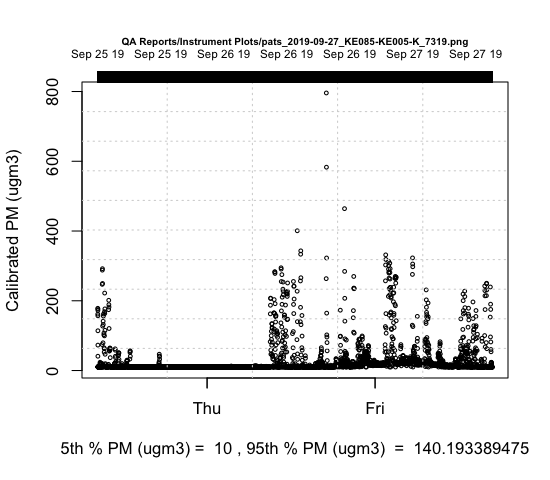 QA Reports/Instrument Plots/pats_2019-09-27_KE085-KE005-K_7319.png
Sep 25 19 Sep 25 19 Sep 26 19 Sep 26 19 Sep 26 19 Sep 27 19 Sep 27 19
800
600
400
200
0
Calibrated PM (ugm3)
Thu Fri
5th % PM (ugm3) = 10 , 95th % PM (ugm3) = 140.193389475